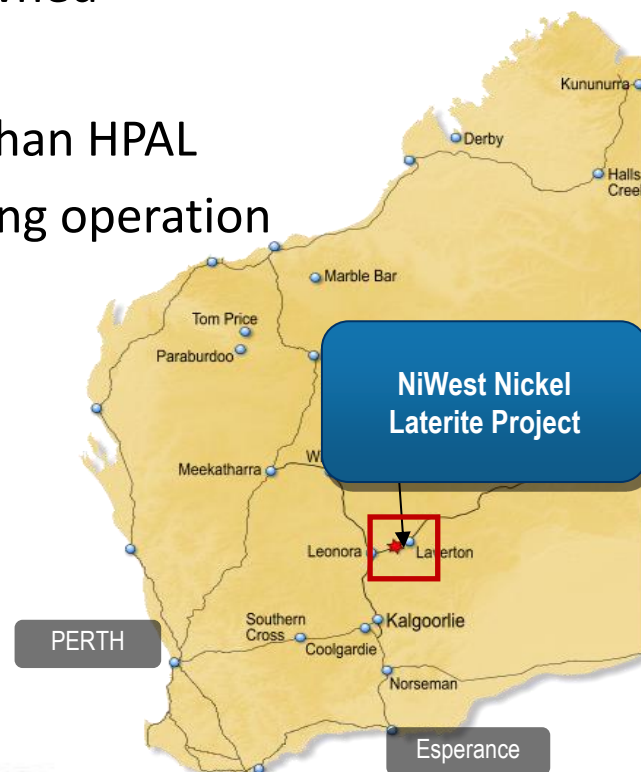 han HPAL
ng operation
Kununurra
Derby
Halls
Creek
Marble Bar
Tom Price
Paraburdoo
NiWest Nickel
Laterite Project
Meekatharra
Leonora
Laverton
Southern
Cross
Coolgardie
Kalgoorlie
PERTH
Norseman
Esperance